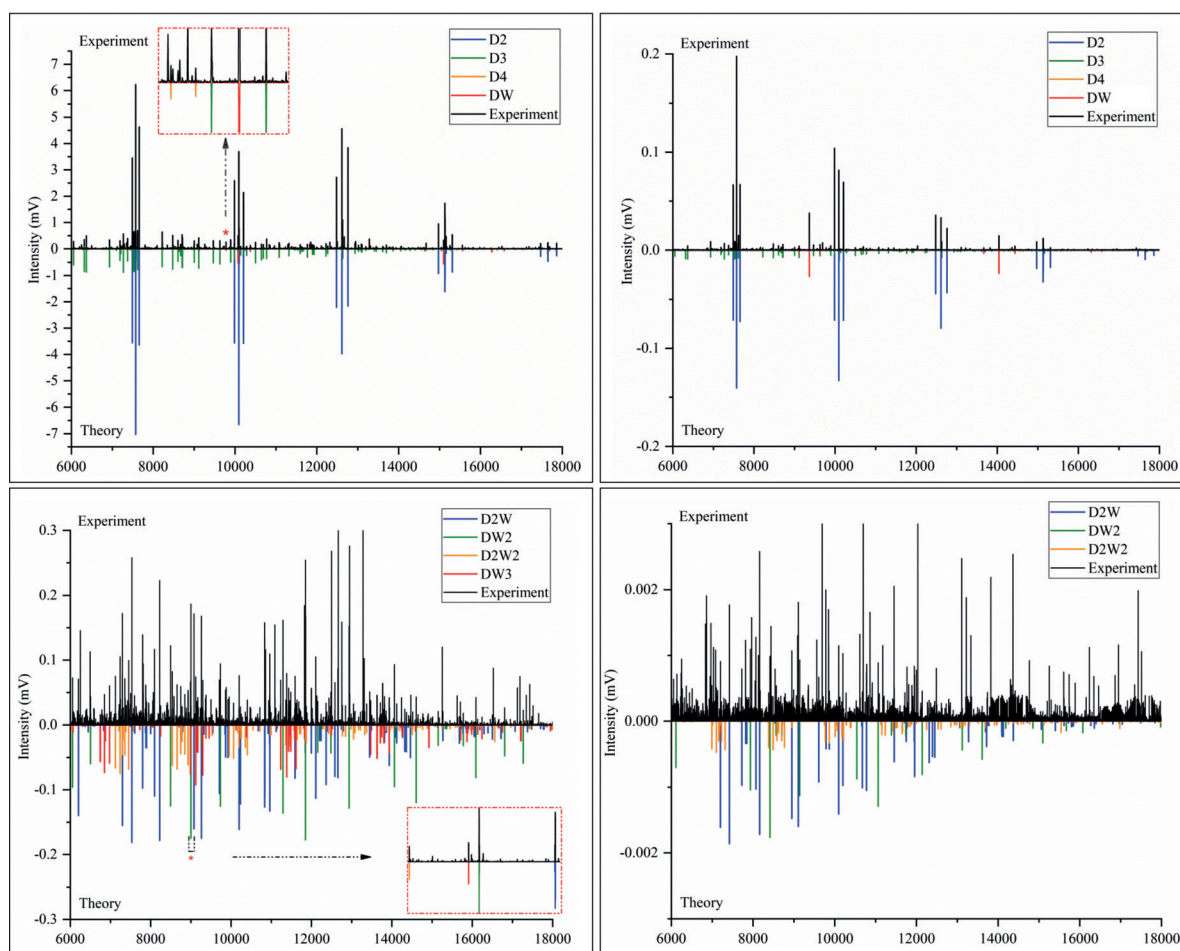 Experiment
D2
D3
D4
DW
Experiment
7
6
5
4
3
2
1
0
-1
-2
-3
-4
-5
-6
-7
Intensity (mV)
*
Theory
6000 8000 10000 12000 14000 16000 18000
Experiment
D2
D3
D4
DW
Experiment
0.2
0.1
0.0
-0.1
-0.2
Intensity (mV)
Theory
6000 8000 10000 12000 14000 16000 18000
Experiment
D2W
DW2
D2W2
DW3
Experiment
0.3
0.2
0.1
0.0
-0.1
-0.2
-0.3
Intensity (mV)
*
Theory
6000 8000 10000 12000 14000 16000 18000
Experiment
D2W
DW2
D2W2
Experiment
0.002
0.000
-0.002
Intensity (mV)
Theory
6000 8000 10000 12000 14000 16000 18000